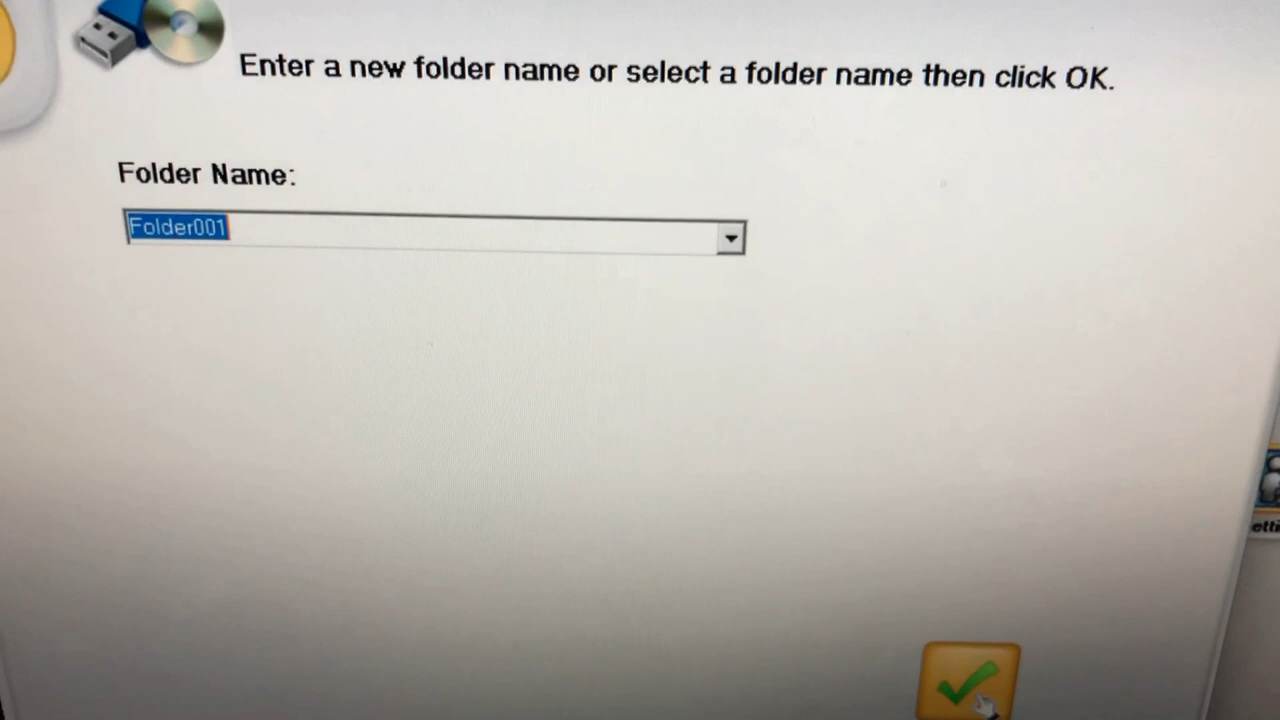 Enter a new folder name or select a folder name then click OK.
Folder Name:
Folder001